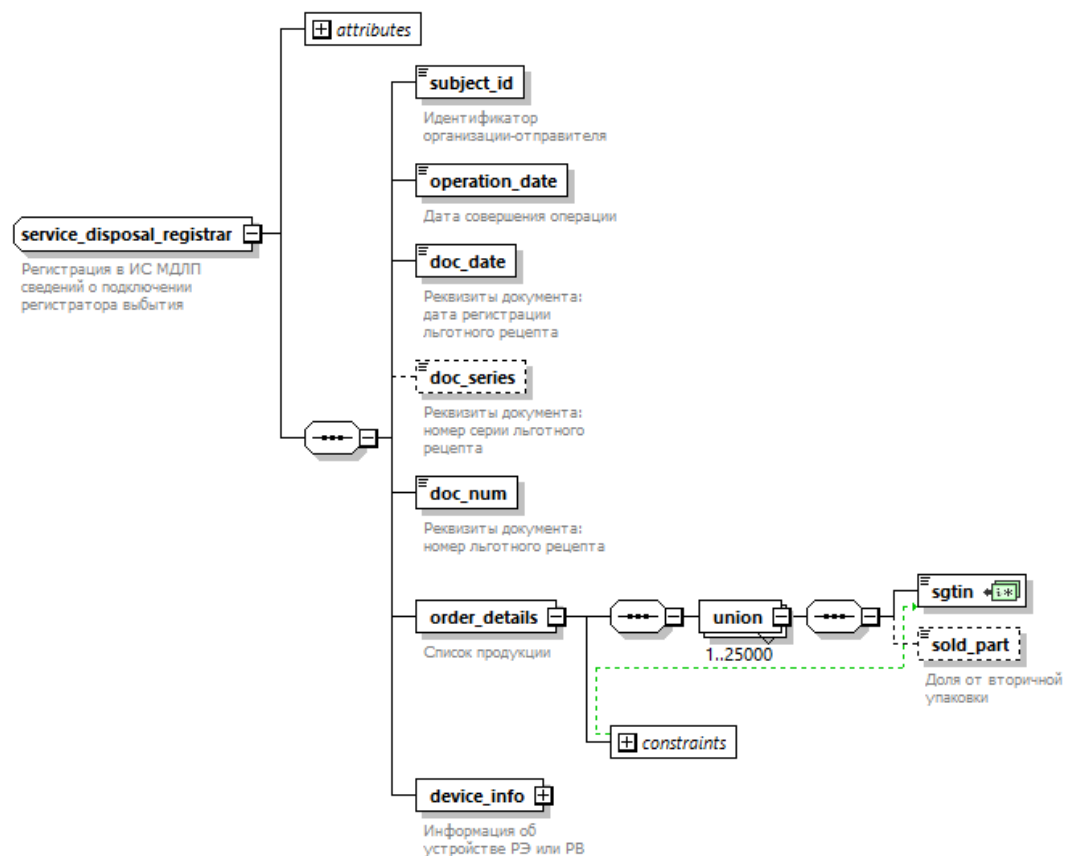 attributes
subject_id
Идентификатор
организации-отправителя
operation_date
Дата совершения операции
service_disposal_registrar
Регистрация в ИС МДЛП
сведений о подключении
регистратора выбытия
doc_date
Реквизиты документа:
дата регистрации
льготного рецепта
doc_series
Реквизиты документа:
номер серии льготного
рецепта
doc_num
Реквизиты документа:
номер льготного рецепта
order_details
Список продукции
union
1..25000
sgtin
sold_part
Доля от вторичной
упаковки
constraints
device_info
Информация об
устройстве РЭ или РВ